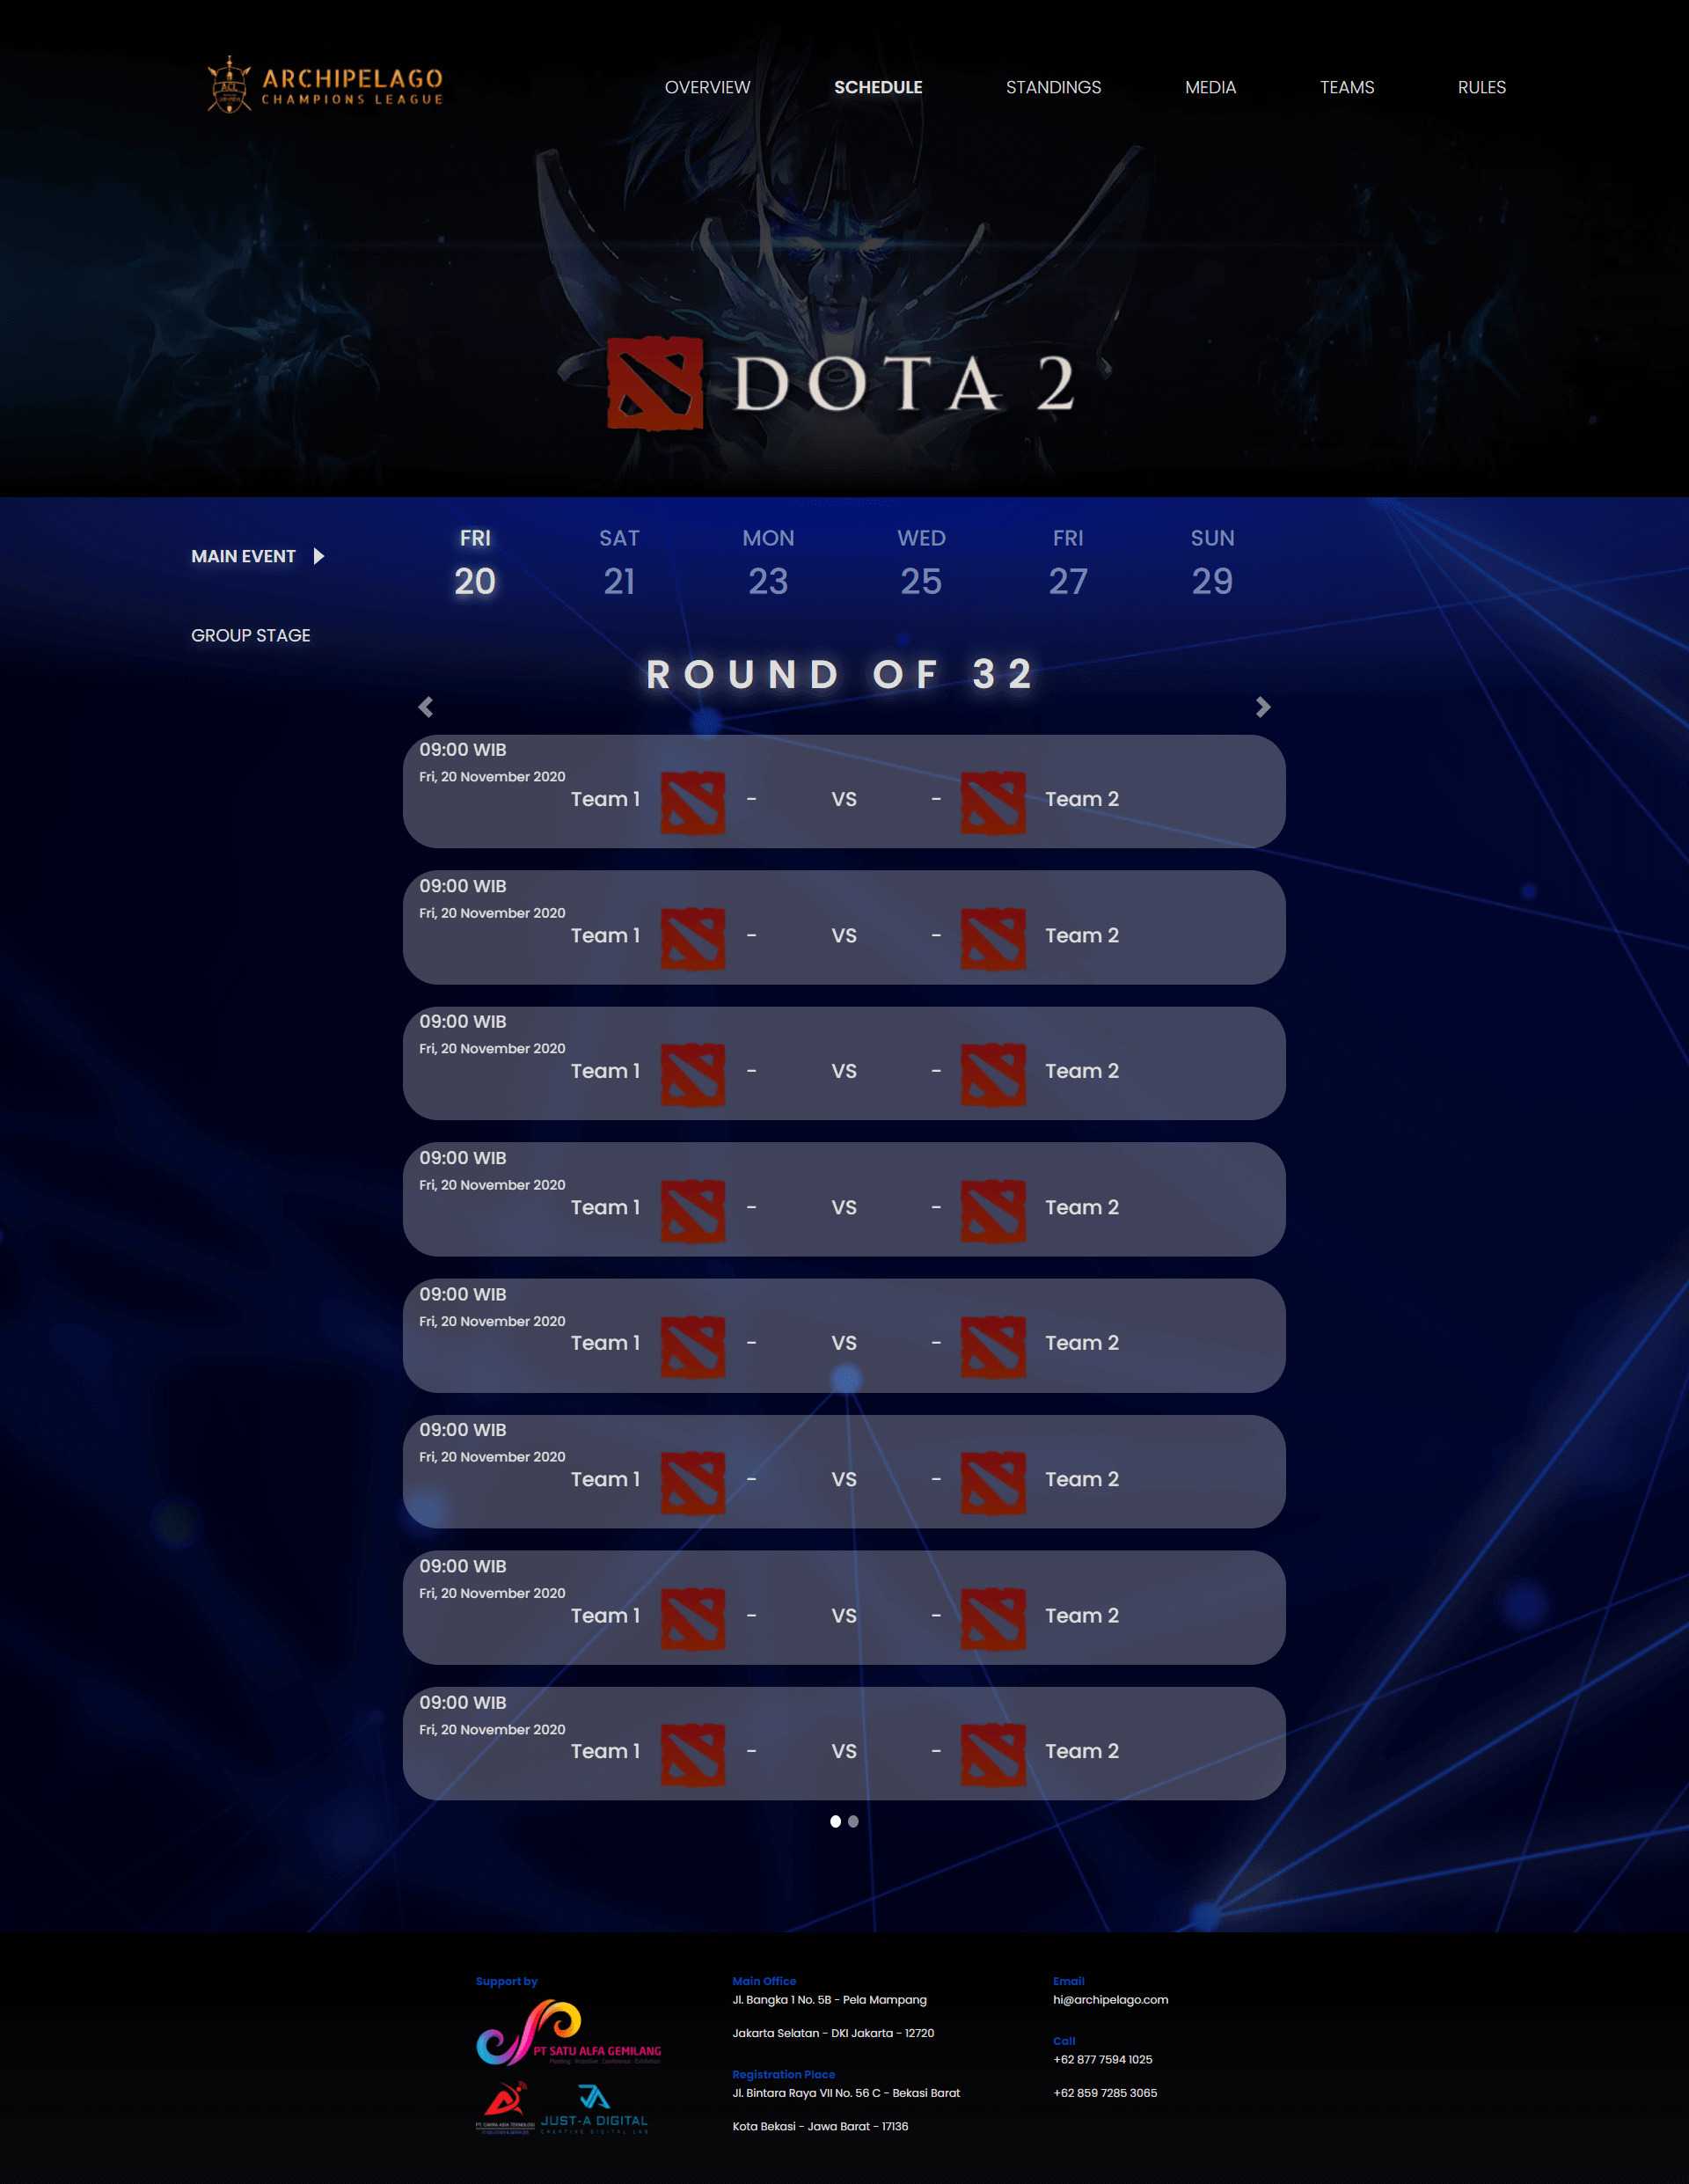 ARCHIPELAGO
CHAMPIONS LEAGUE
OVERVIEW SCHEDULE STANDINGS MEDIA TEAMS RULES
DOTA 2
MAIN EVENT
GROUP STAGE
FRI SAT MON WED FRI SUN
20 21 23 25 27 29
ROUND OF 32
09:00 WIB
Fri, 20 November 2020
Team 1 - VS - Team 2
09:00 WIB
Fri, 20 November 2020
Team 1 - VS - Team 2
09:00 WIB
Fri, 20 November 2020
Team 1 - VS - Team 2
09:00 WIB
Fri, 20 November 2020
Team 1 - VS - Team 2
09:00 WIB
Fri, 20 November 2020
Team 1 - VS - Team 2
09:00 WIB
Fri, 20 November 2020
Team 1 - VS - Team 2
09:00 WIB
Fri, 20 November 2020
Team 1 - VS - Team 2
09:00 WIB
Fri, 20 November 2020
Team 1 - VS - Team 2
Support by
PT SATU ALFA GEMILANG
JUST-A DIGITAL
CREATIVE DIGITAL LAB
Main Office
Jl. Bangka 1 No. 5B - Pela Mampang
Jakarta Selatan - DKI Jakarta - 12720
Registration Place
Jl. Bintara Raya VII No. 56 C - Bekasi Barat
Kota Bekasi - Jawa Barat - 17136
Email
hi@archipelago.com
Call
+62 877 7594 1025
+62 859 7285 3065